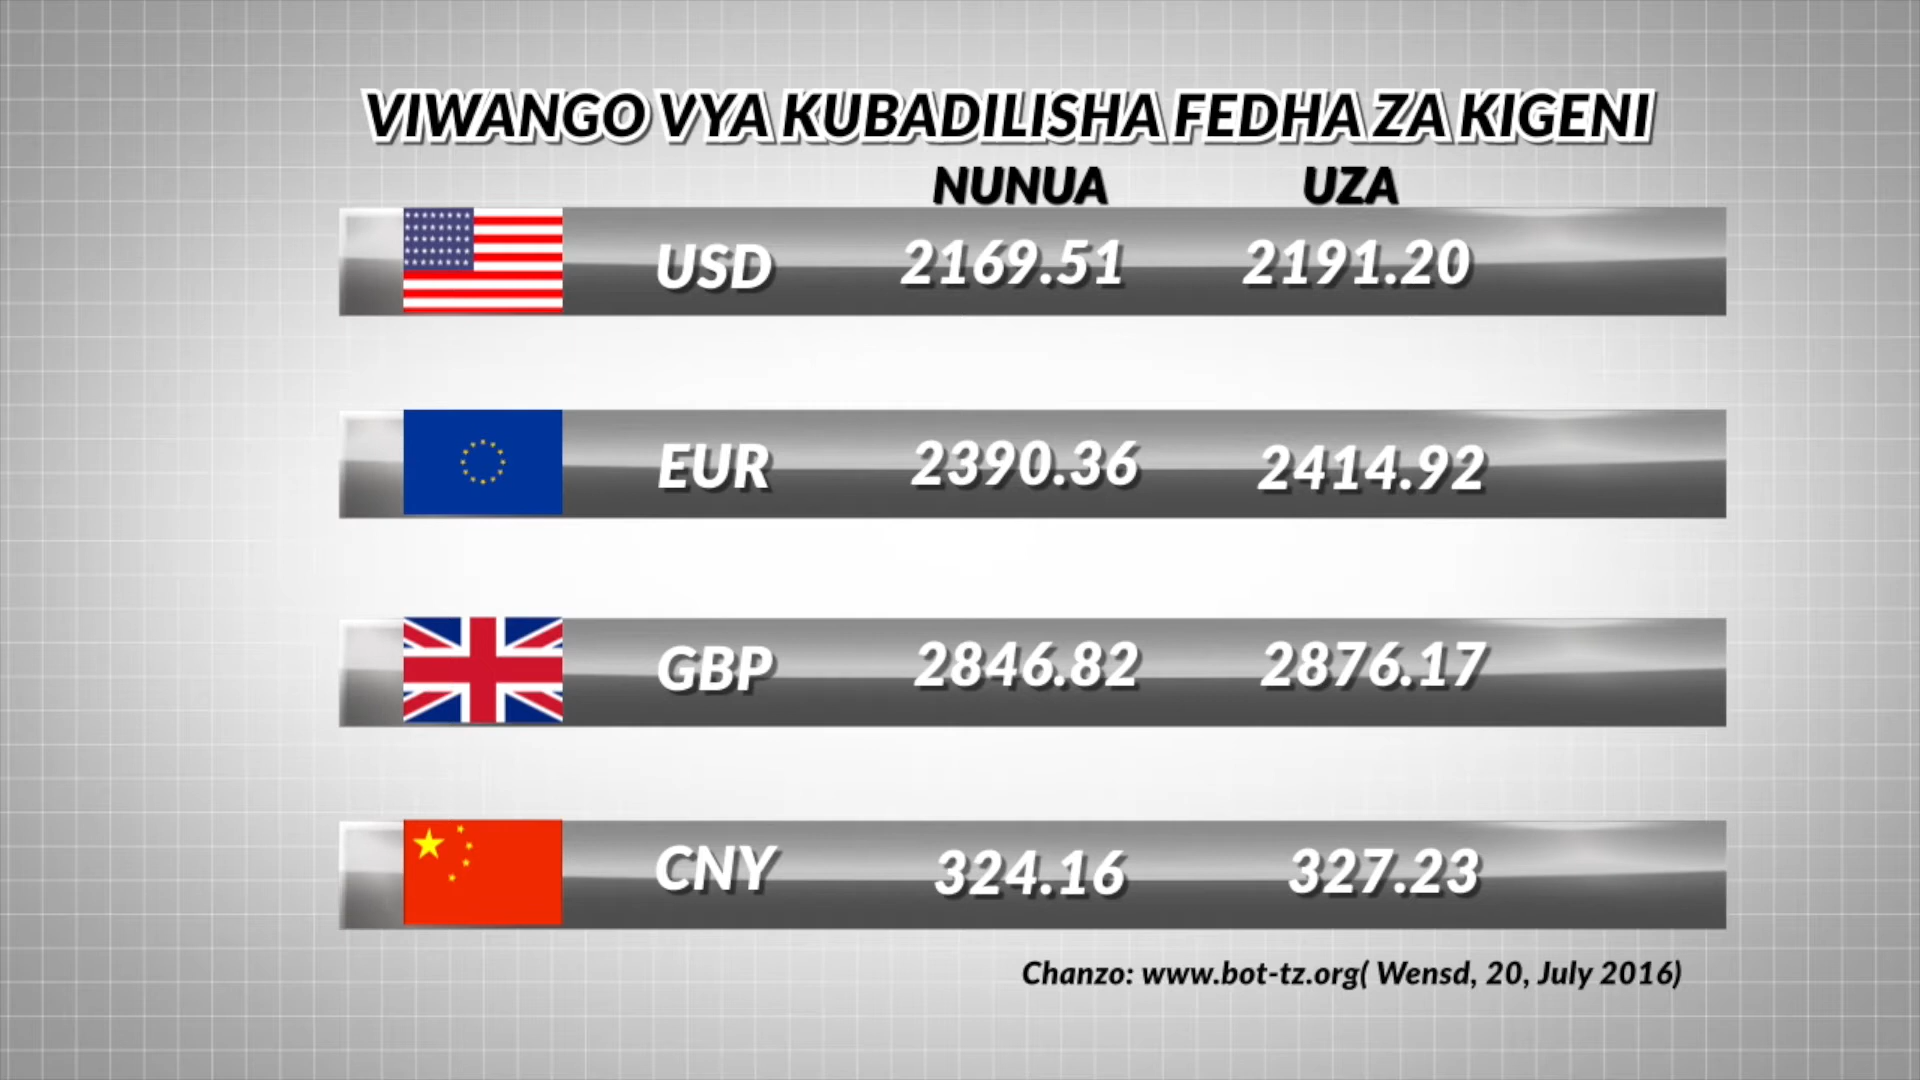 VIWANGO VYA KUBADILISHA FEDHA ZA KIGENI
NUNUA UZA
USD 2169.51 2191.20
EUR 2390.36 2414.92
GBP 2846.82 2876.17
CNY 324.16 327.23
Chanzo: www.bot-tz.org( Wensd, 20, July 2016)